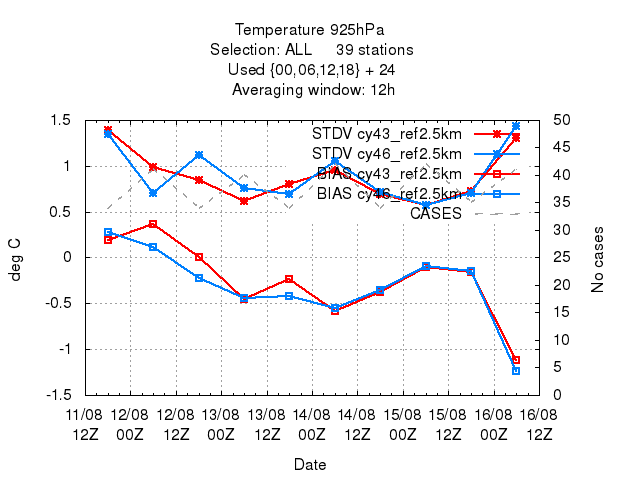 Temperature 925hPa
Selection: ALL 39 stations
Used {00,06,12,18} + 24
Averaging window: 12h
STDV cy43_ref2.5km
STDV cy46_ref2.5km
BIAS cy43_ref2.5km
BIAS cy46_ref2.5km
CASES
1.5
1
0.5
0
-0.5
-1
-1.5
deg C
50
45
40
35
30
25
20
15
10
5
0
No cases
11/08 12/08 12/08 13/08 13/08 14/08 14/08 15/08 15/08 16/08 16/08
12Z 00Z 12Z 00Z 12Z 00Z 12Z 00Z 12Z 00Z 12Z
Date